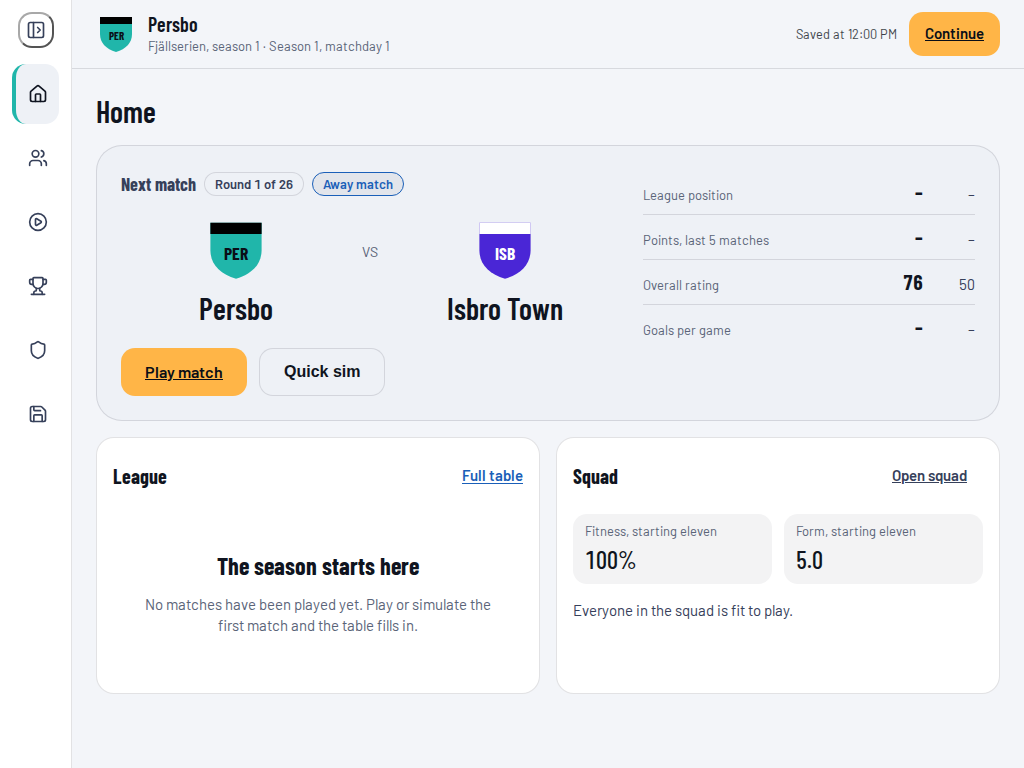 PER
Persbo
Fjällserien, season 1 · Season 1, matchday 1
Saved at 12:00 PM
Continue
Home
Next match
Round 1 of 26
Away match
PER
VS
ISB
Persbo
Isbro Town
Play match
Quick sim
League position - –
Points, last 5 matches - –
Overall rating 76 50
Goals per game - –
League
Full table
The season starts here
No matches have been played yet. Play or simulate the
first match and the table fills in.
Squad
Open squad
Fitness, starting eleven
100%
Form, starting eleven
5.0
Everyone in the squad is fit to play.